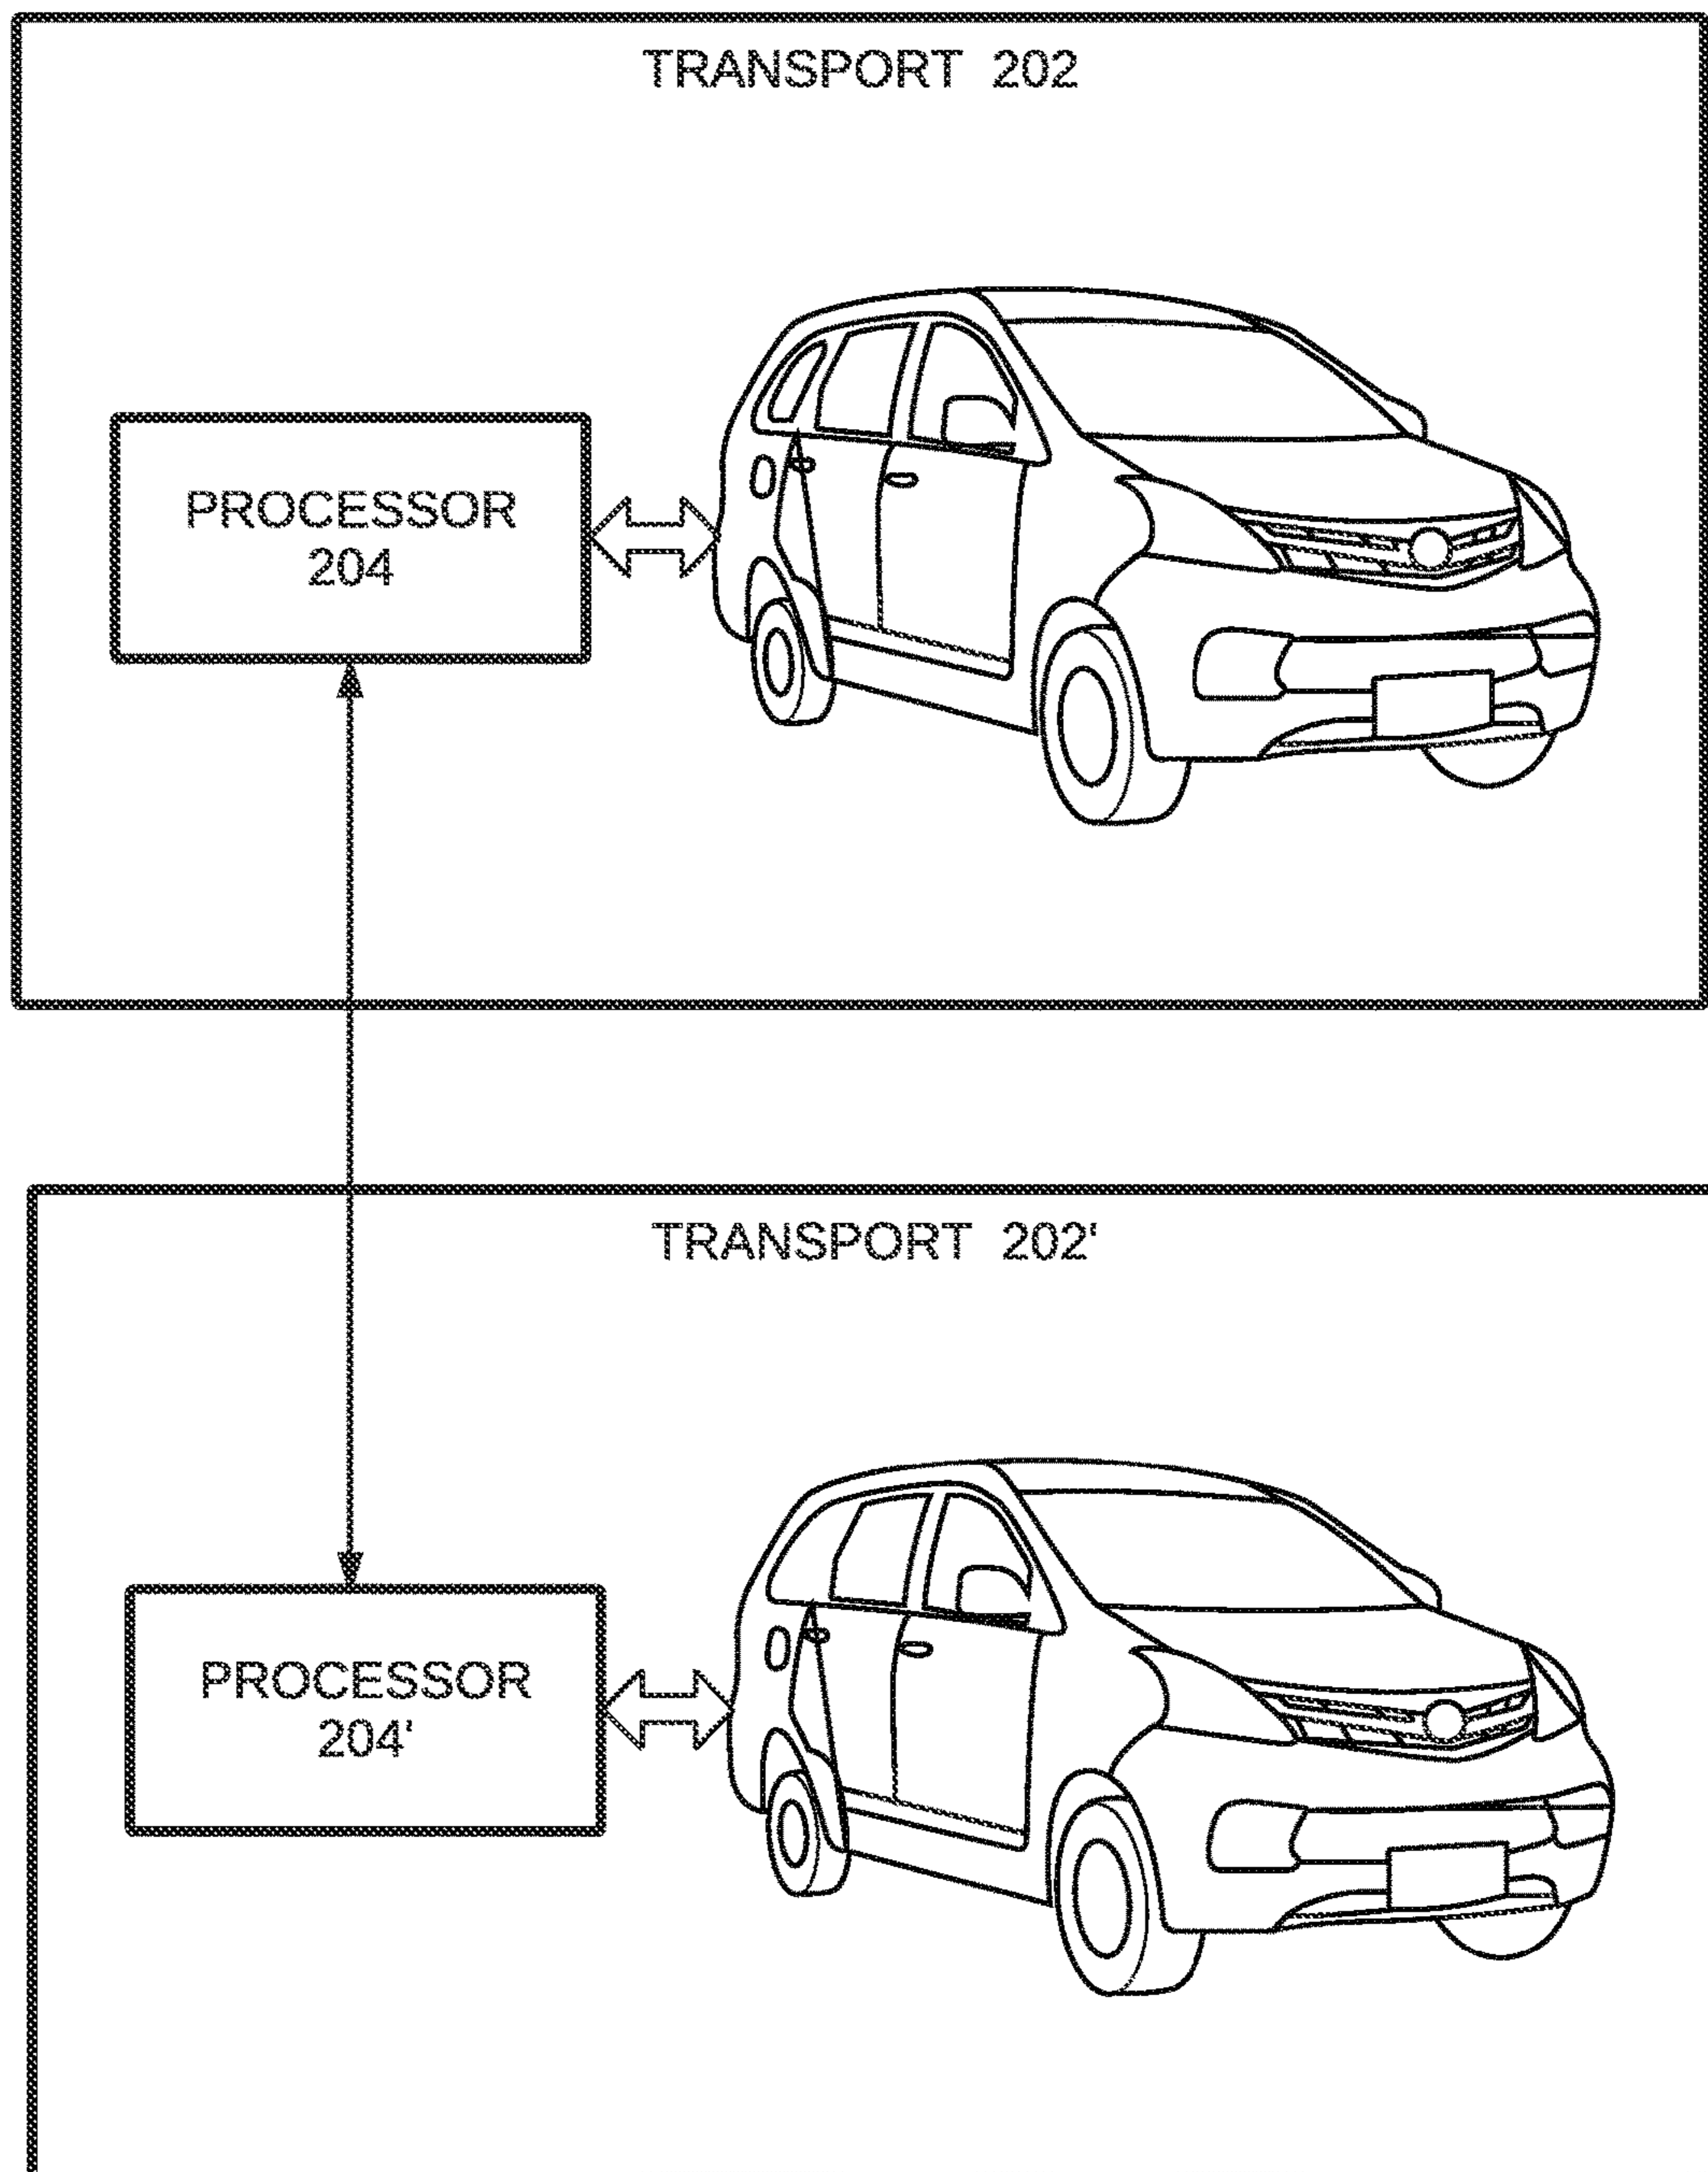 TRANSPORT 202
PROCESSOR
204
TRANSPORT 202'
PROCESSOR
204'